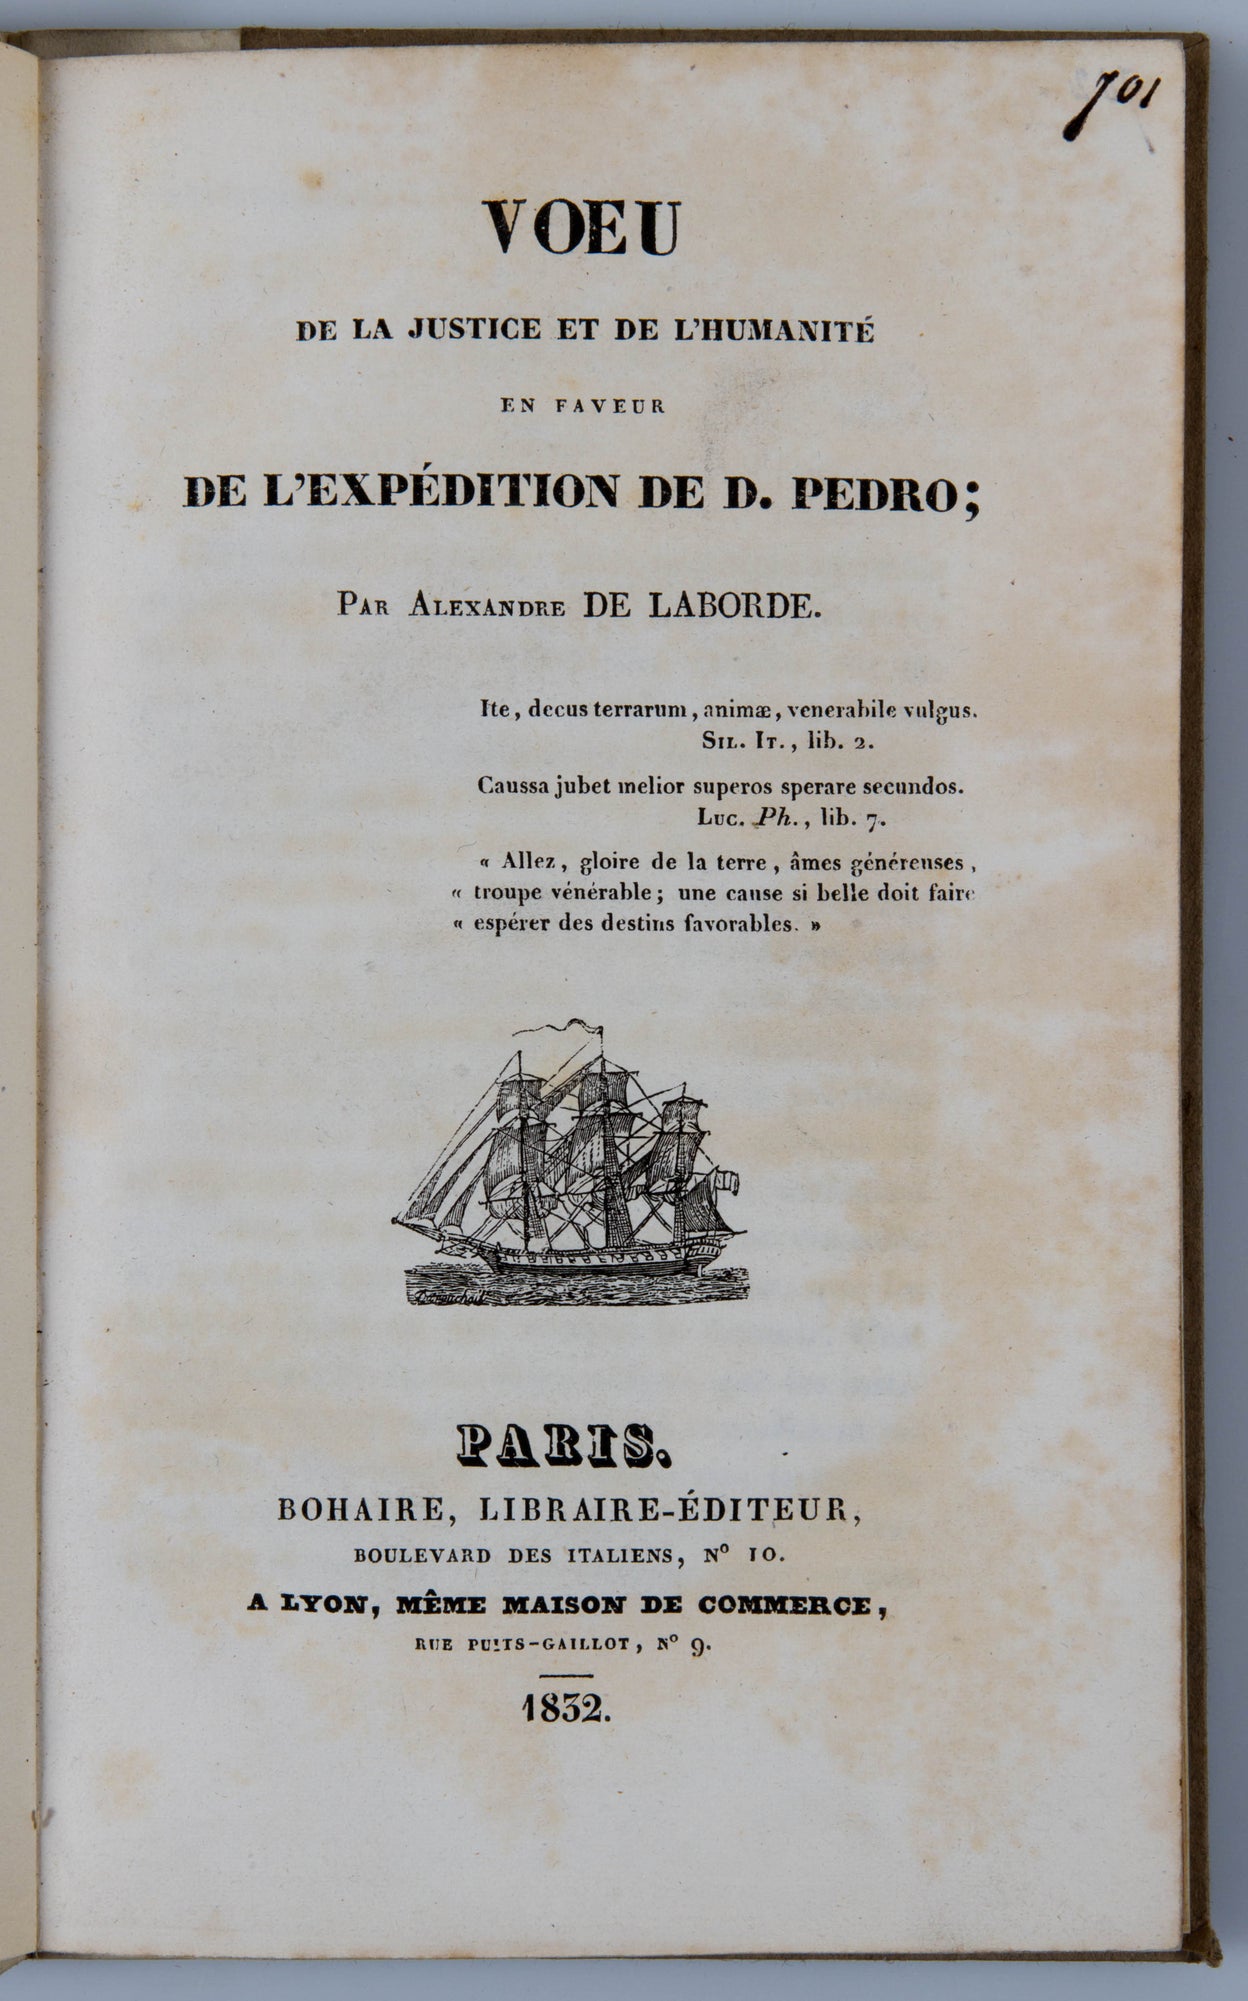 701
VOEU
DE LA JUSTICE ET DE L'HUMANITÉ
EN FAVEUR
DE L'EXPÉDITION DE D. PEDRO;
PAR ALEXANDRE DE LABORDE.
Ite, decus terrarum, animæ, venerabile vulgus.
SIL. IT., lib. 2.
Caussa jubet melior superos sperare secundos.
LUC. Ph., lib. 7.
« Allez, gloire de la terre, âmes généreuses,
« troupe vénérable; une cause si belle doit faire
« espérer des destins favorables. »
PARIS.
BOHAIRE, LIBRAIRE-ÉDITEUR,
BOULEVARD DES ITALIENS, Nº 10.
A LYON, MÊME MAISON DE COMMERCE,
RUE PUITS-GAILLOT, Nº 9.
1832.